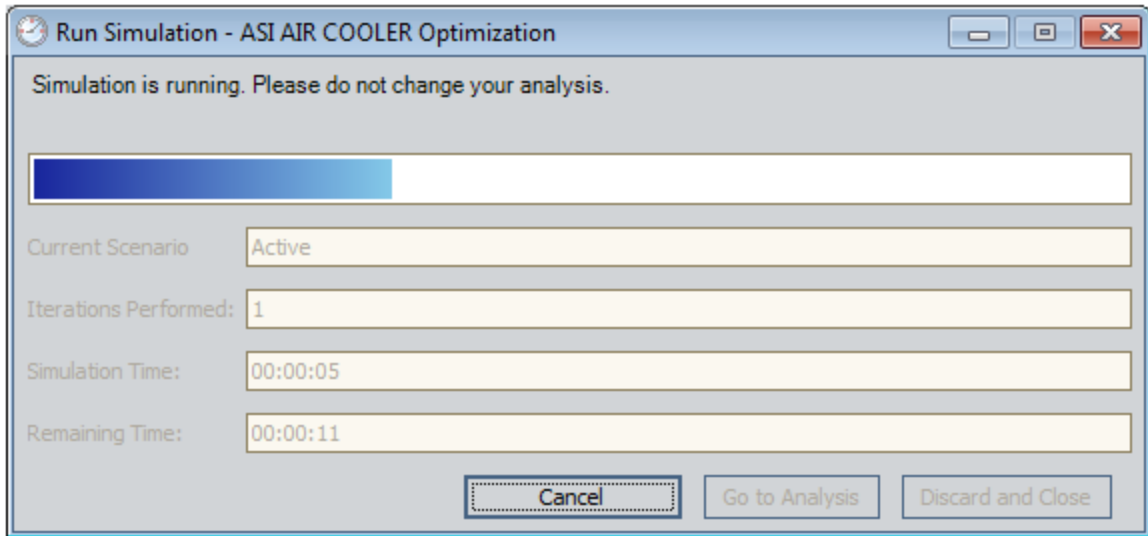 Run Simulation - ASI AIR COOLER Optimization
Simulation is running. Please do not change your analysis.
Current Scenario Active
Iterations Performed: 1
Simulation Time: 00:00:05
Remaining Time: 00:00:11
Cancel Go to Analysis Discard and Close